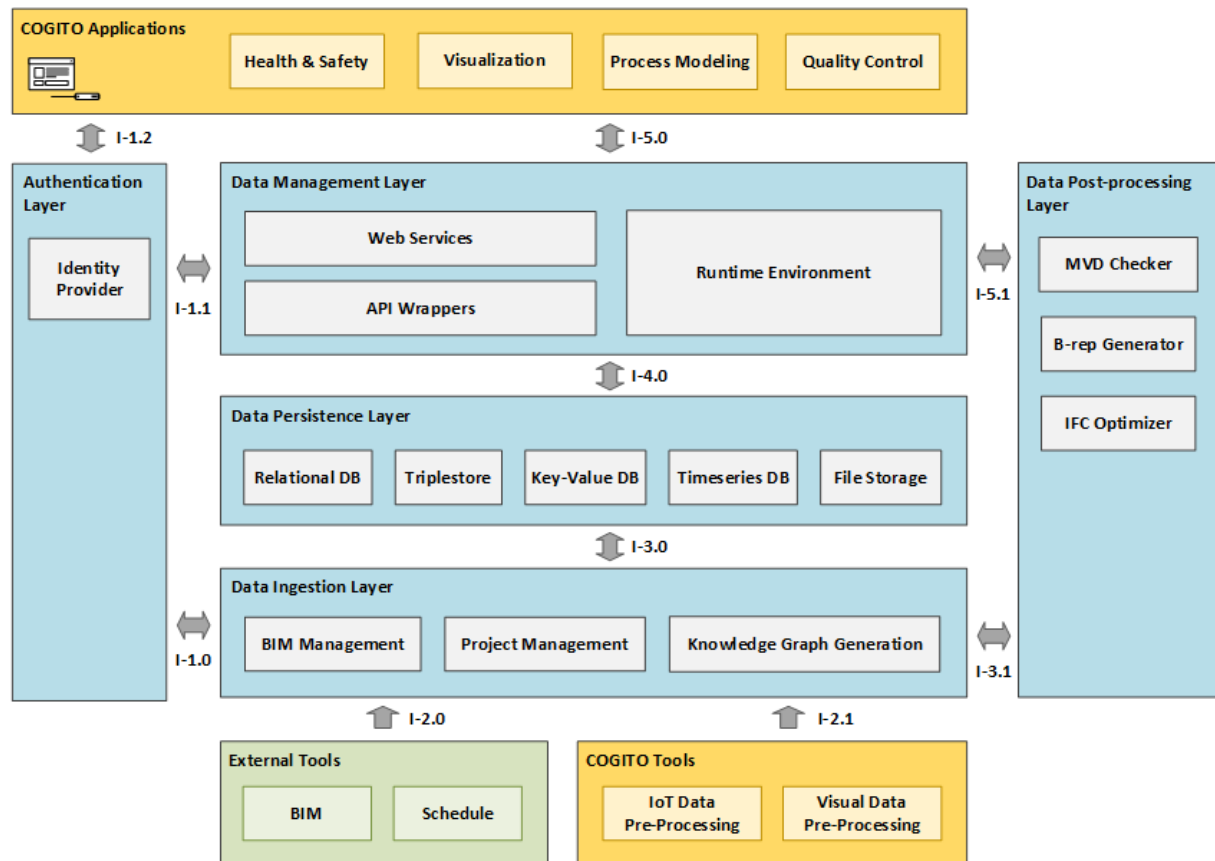 COGITO Applications
Health & Safety
Visualization
Process Modeling
Quality Control
I-1.2
I-5.0
Authentication
Layer
Identity
Provider
I-1.1
Data Management Layer
Web Services
API Wrappers
Runtime Environment
I-5.1
Data Post-processing
Layer
MVD Checker
B-rep Generator
IFC Optimizer
I-4.0
Data Persistence Layer
Relational DB
Triplestore
Key-Value DB
Timeseries DB
File Storage
I-3.0
Data Ingestion Layer
BIM Management
Project Management
Knowledge Graph Generation
I-1.0
I-3.1
I-2.0
I-2.1
External Tools
BIM
Schedule
COGITO Tools
IoT Data
Pre-Processing
Visual Data
Pre-Processing